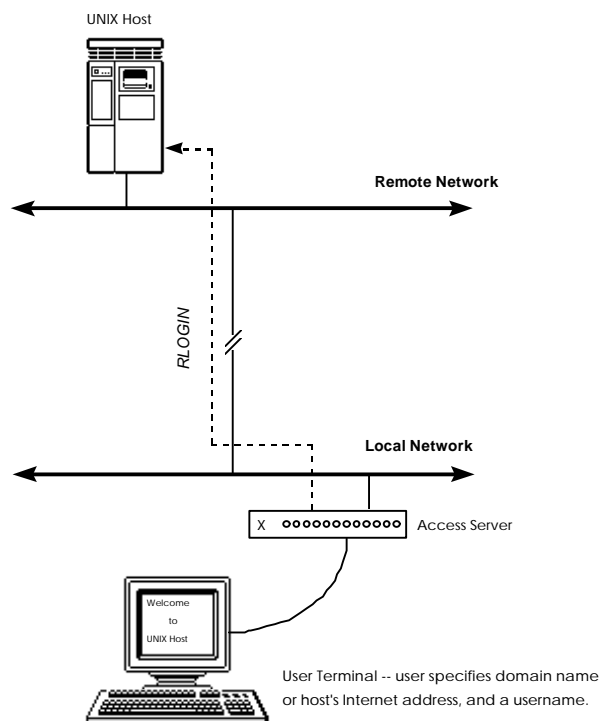 UNIX Host
Remote Network
RLOGIN
Local Network
X
Access Server
Welcome
to
UNIX Host
User Terminal -- user specifies domain name
or host's Internet address, and a username.